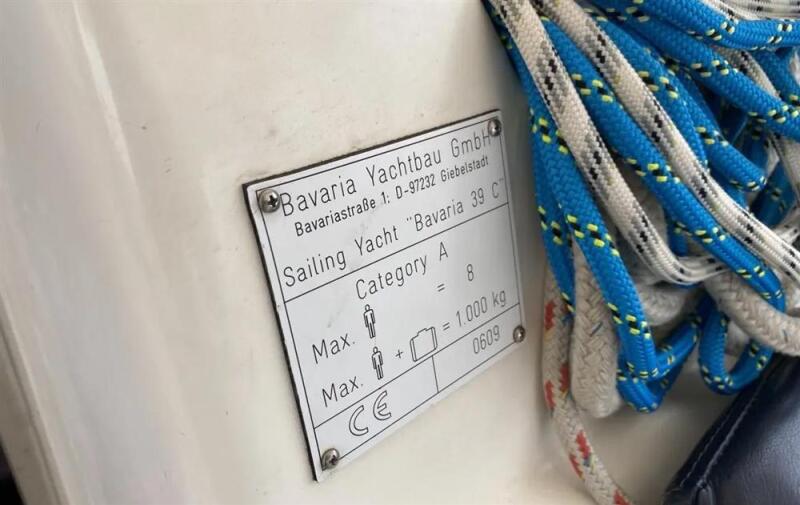 Bavaria Yachtbau GmbH
Bavariastraße 1; D-97232 Giebelstadt
Sailing Yacht "Bavaria 39 C"
Category A
Max. = 8
Max. + = 1.000 kg
CE 0609